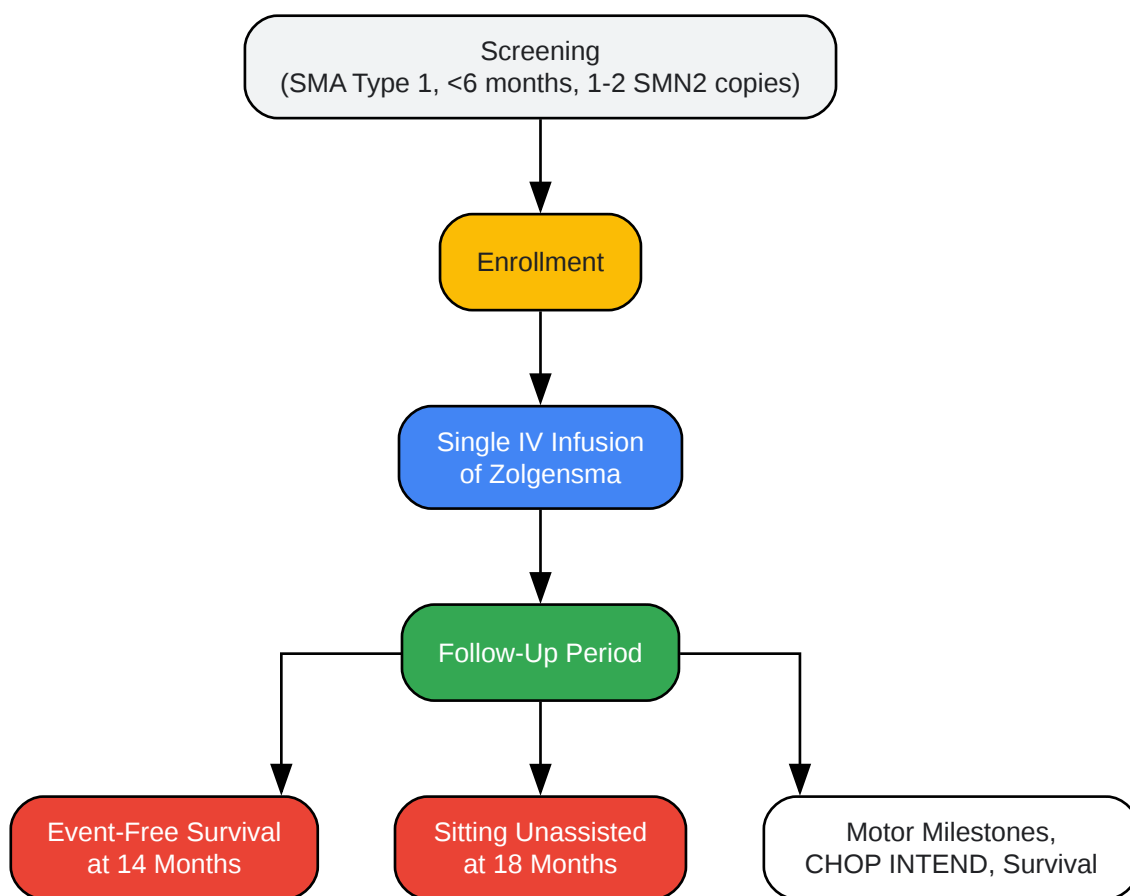 Screening
(SMA Type 1, <6 months, 1-2 SMN2 copies)
Enrollment
Single IV Infusion
of Zolgensma
Follow-Up Period
Event-Free Survival
at 14 Months
Sitting Unassisted
at 18 Months
Motor Milestones,
CHOP INTEND, Survival